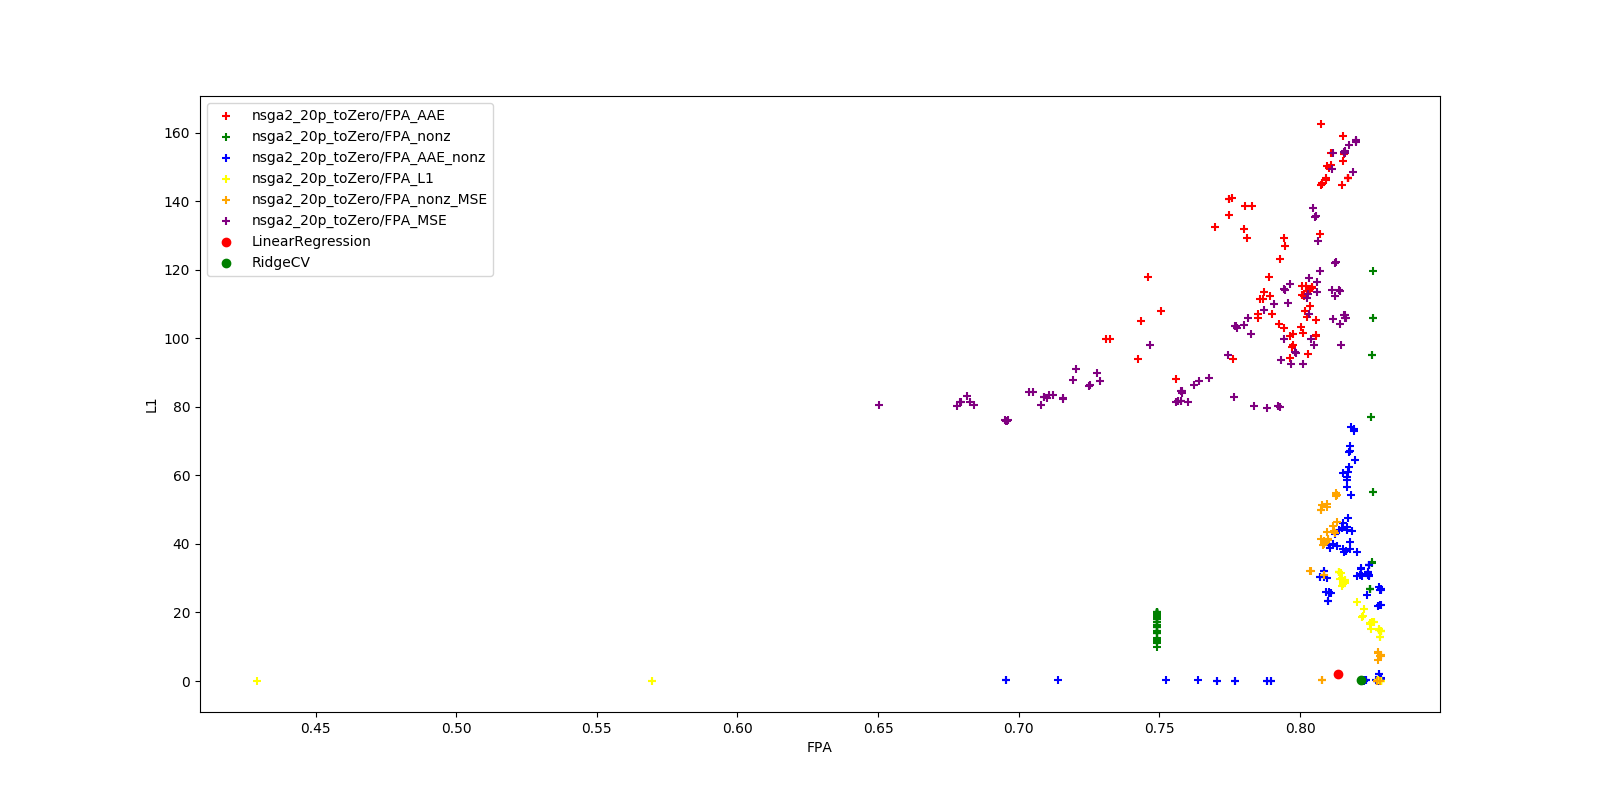 nsga2_20p_toZero/FPA_AAE
nsga2_20p_toZero/FPA_nonz
nsga2_20p_toZero/FPA_AAE_nonz
nsga2_20p_toZero/FPA_L1
nsga2_20p_toZero/FPA_nonz_MSE
nsga2_20p_toZero/FPA_MSE
LinearRegression
RidgeCV
160
140
120
100
80
60
40
20
0
L1
0.45 0.50 0.55 0.60 0.65 0.70 0.75 0.80
FPA